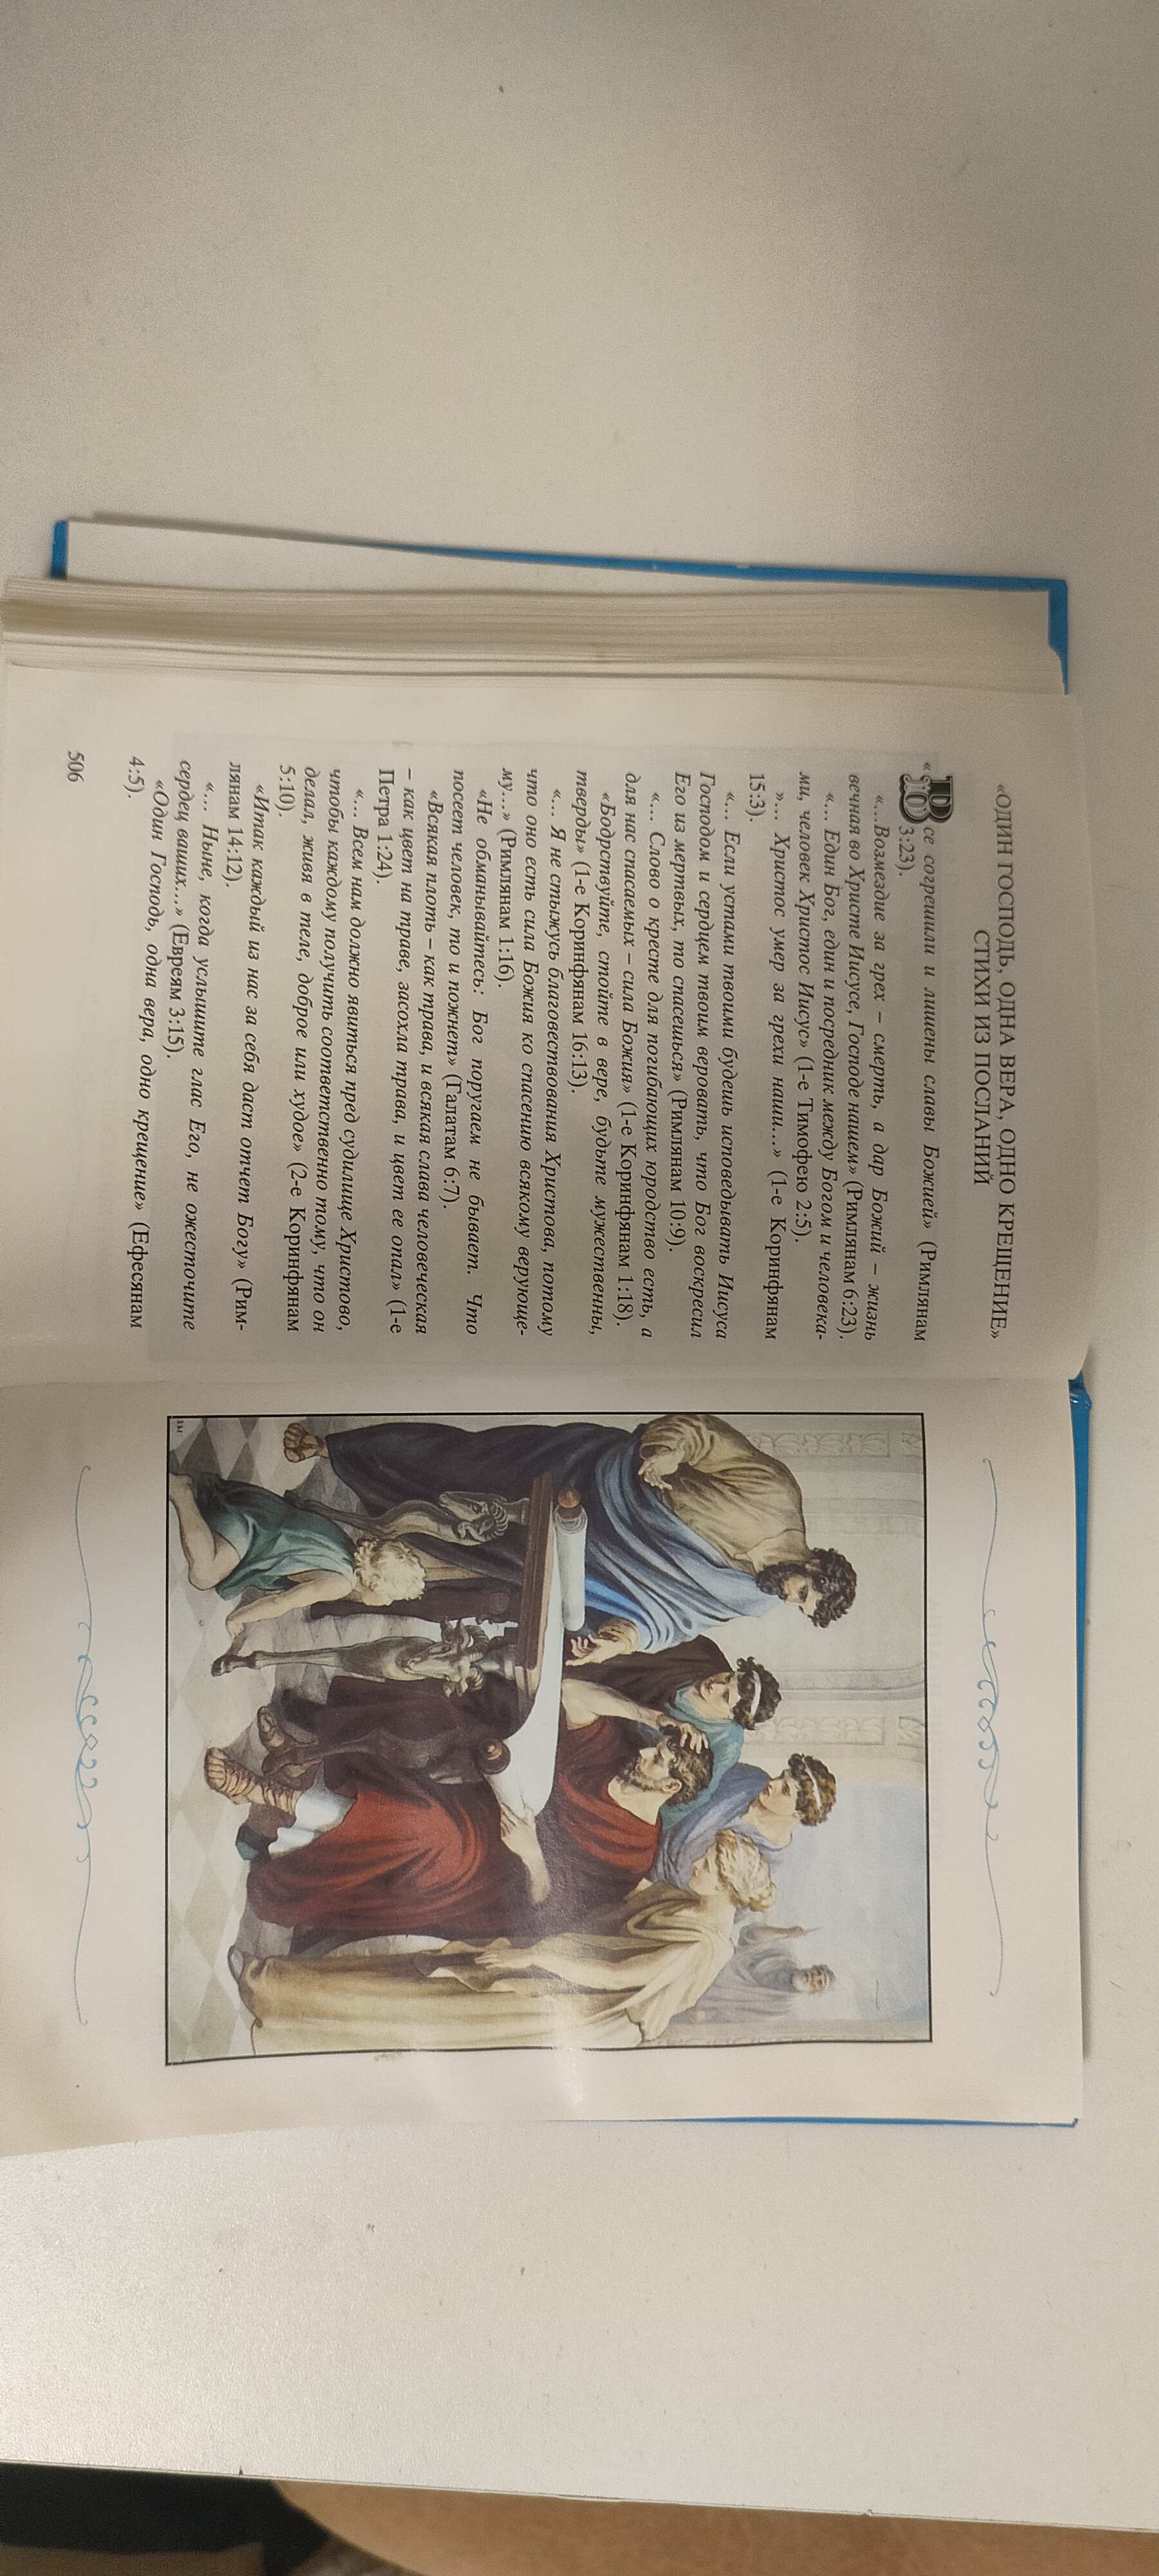 «ОДИН ГОСПОДЬ, ОДНА ВЕРА, ОДНО КРЕЩЕНИЕ»
СТИХИ ИЗ ПОСЛАНИЙ
«Все согрешили и лишены славы Божией» (Римлянам
3:23).
«…Возмездие за грех – смерть, а дар Божий – жизнь
вечная во Христе Иисусе, Господе нашем» (Римлянам 6:23).
«… Един Бог, един и посредник между Богом и человека-
ми, человек Христос Иисус» (1-е Тимофею 2:5).
»… Христос умер за грехи наши…» (1-е Коринфянам
15:3).
«… Если устами твоими будешь исповедывать Иисуса
Господом и сердцем твоим веровать, что Бог воскресил
Его из мертвых, то спасешься» (Римлянам 10:9).
«… Слово о кресте для погибающих юродство есть, а
для нас спасаемых – сила Божия» (1-е Коринфянам 1:18).
«Бодрствуйте, стойте в вере, будьте мужественны,
тверды» (1-е Коринфянам 16:13).
«… Я не стыжусь благовествования Христова, потому
что оно есть сила Божия ко спасению всякому верующе-
му…» (Римлянам 1:16).
«Не обманывайтесь: Бог поругаем не бывает. Что
посеет человек, то и пожнет» (Галатам 6:7).
«Всякая плоть – как трава, и всякая слава человеческая
– как цвет на траве, засохла трава, и цвет ее опал» (1-е
Петра 1:24).
«… Всем нам должно явиться пред судилище Христово,
чтобы каждому получить соответственно тому, что он
делал, живя в теле, доброе или худое» (2-е Коринфянам
5:10).
«Итак каждый из нас за себя даст отчет Богу» (Рим-
лянам 14:12).
«… Ныне, когда услышите глас Его, не ожесточите
сердец ваших…» (Евреям 3:15).
«Один Господь, одна вера, одно крещение» (Ефесянам
4:5).
506